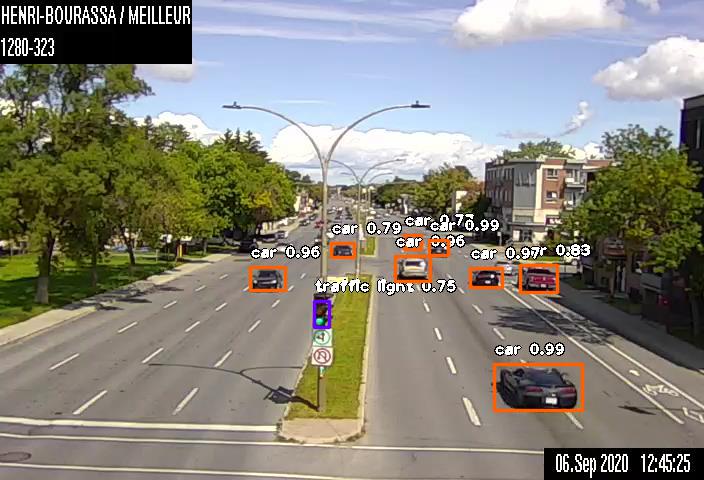 HENRI-BOURASSA / MEILLEUR
1280-323
car 0.77
car 0.79
car 0.99
car 0.96
car 0.96
car 0.97
0.83
traffic light 0.75
car 0.99
06.Sep 2020 12:45:25